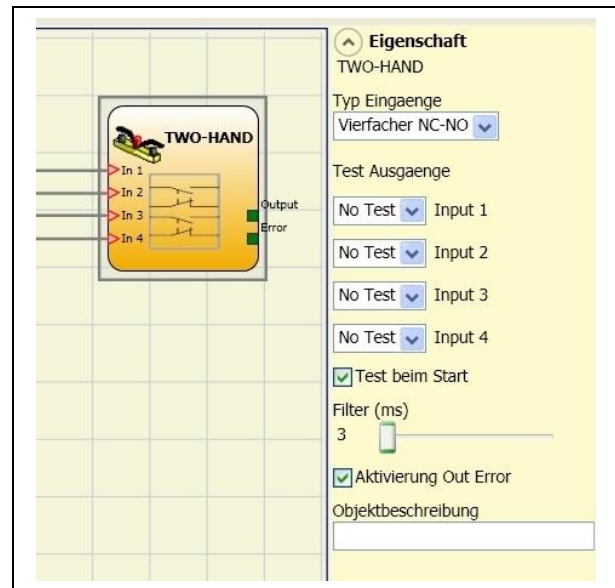 TWO-HAND
In 1
In 2
In 3
In 4
Output
Error
Eigenschaft
TWO-HAND
Typ Eingaenge
Vierfacher NC-NO
Test Ausgaenge
No Test Input 1
No Test Input 2
No Test Input 3
No Test Input 4
Test beim Start
Filter (ms)
3
Aktivierung Out Error
Objektbeschreibung